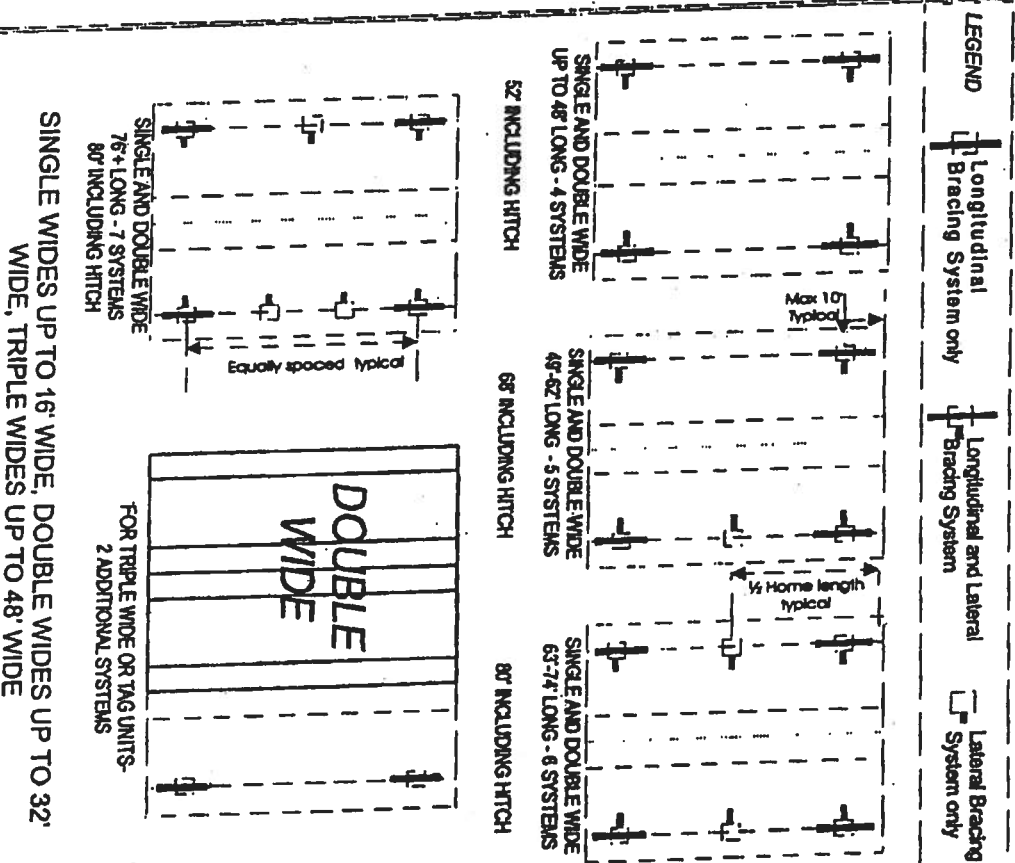 LEGEND
Longitudinal
Bracing System only
Longitudinal and Lateral
Bracing System
Lateral Bracing
System only
SINGLE AND DOUBLE WIDE
UP TO 48' LONG - 4 SYSTEMS
52' INCLUDING HITCH
Max 10'
Typical
SINGLE AND DOUBLE WIDE
49'-62' LONG - 5 SYSTEMS
68' INCLUDING HITCH
½ Home length
typical
SINGLE AND DOUBLE WIDE
63'-74' LONG - 6 SYSTEMS
80' INCLUDING HITCH
SINGLE AND DOUBLE WIDE
76'+ LONG - 7 SYSTEMS
80' INCLUDING HITCH
Equally spaced typical
DOUBLE
WIDE
*FOR TRIPLE WIDE OR TAG UNITS-
2 ADDITIONAL SYSTEMS
SINGLE WIDES UP TO 16' WIDE, DOUBLE WIDES UP TO 32'
WIDE, TRIPLE WIDES UP TO 48' WIDE